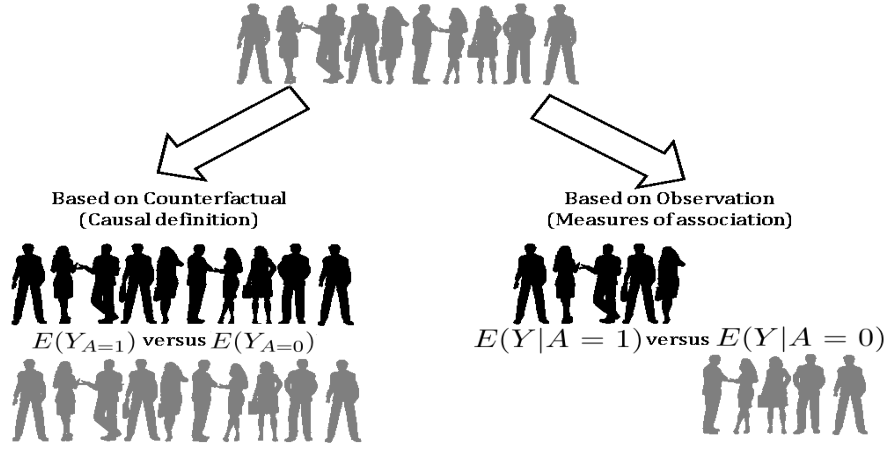 Based on Counterfactual
(Causal definition)
Based on Observation
(Measures of association)
E(Y_{A=1}) versus E(Y_{A=0})
E(Y|A = 1) versus E(Y|A = 0)